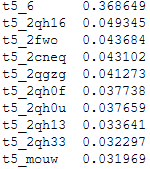 t5_6 0.368649
t5_2qh16 0.049345
t5_2fwo 0.043684
t5_2cneq 0.043102
t5_2qgzg 0.041273
t5_2qh0f 0.037738
t5_2qh0u 0.037659
t5_2qh13 0.033641
t5_2qh33 0.032297
t5_mouw 0.031969